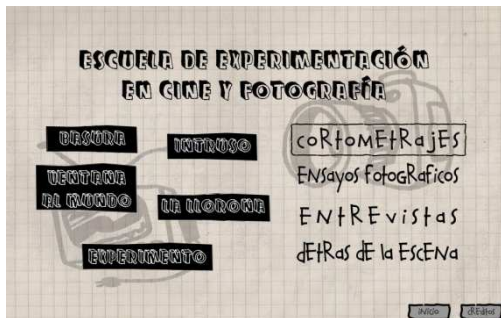 ESCUELA DE EXPERIMENTACIÓN
EN CINE Y FOTOGRAFÍA
BASURA
INTRUSO
VENTANA
AL MUNDO
LA LLORONA
EXPERIMENTO
coRtoMEtRajES
ENsayos fotogRaficos
ENtREvistas
dEtRas dE la EscENa
iNicio
cREditos